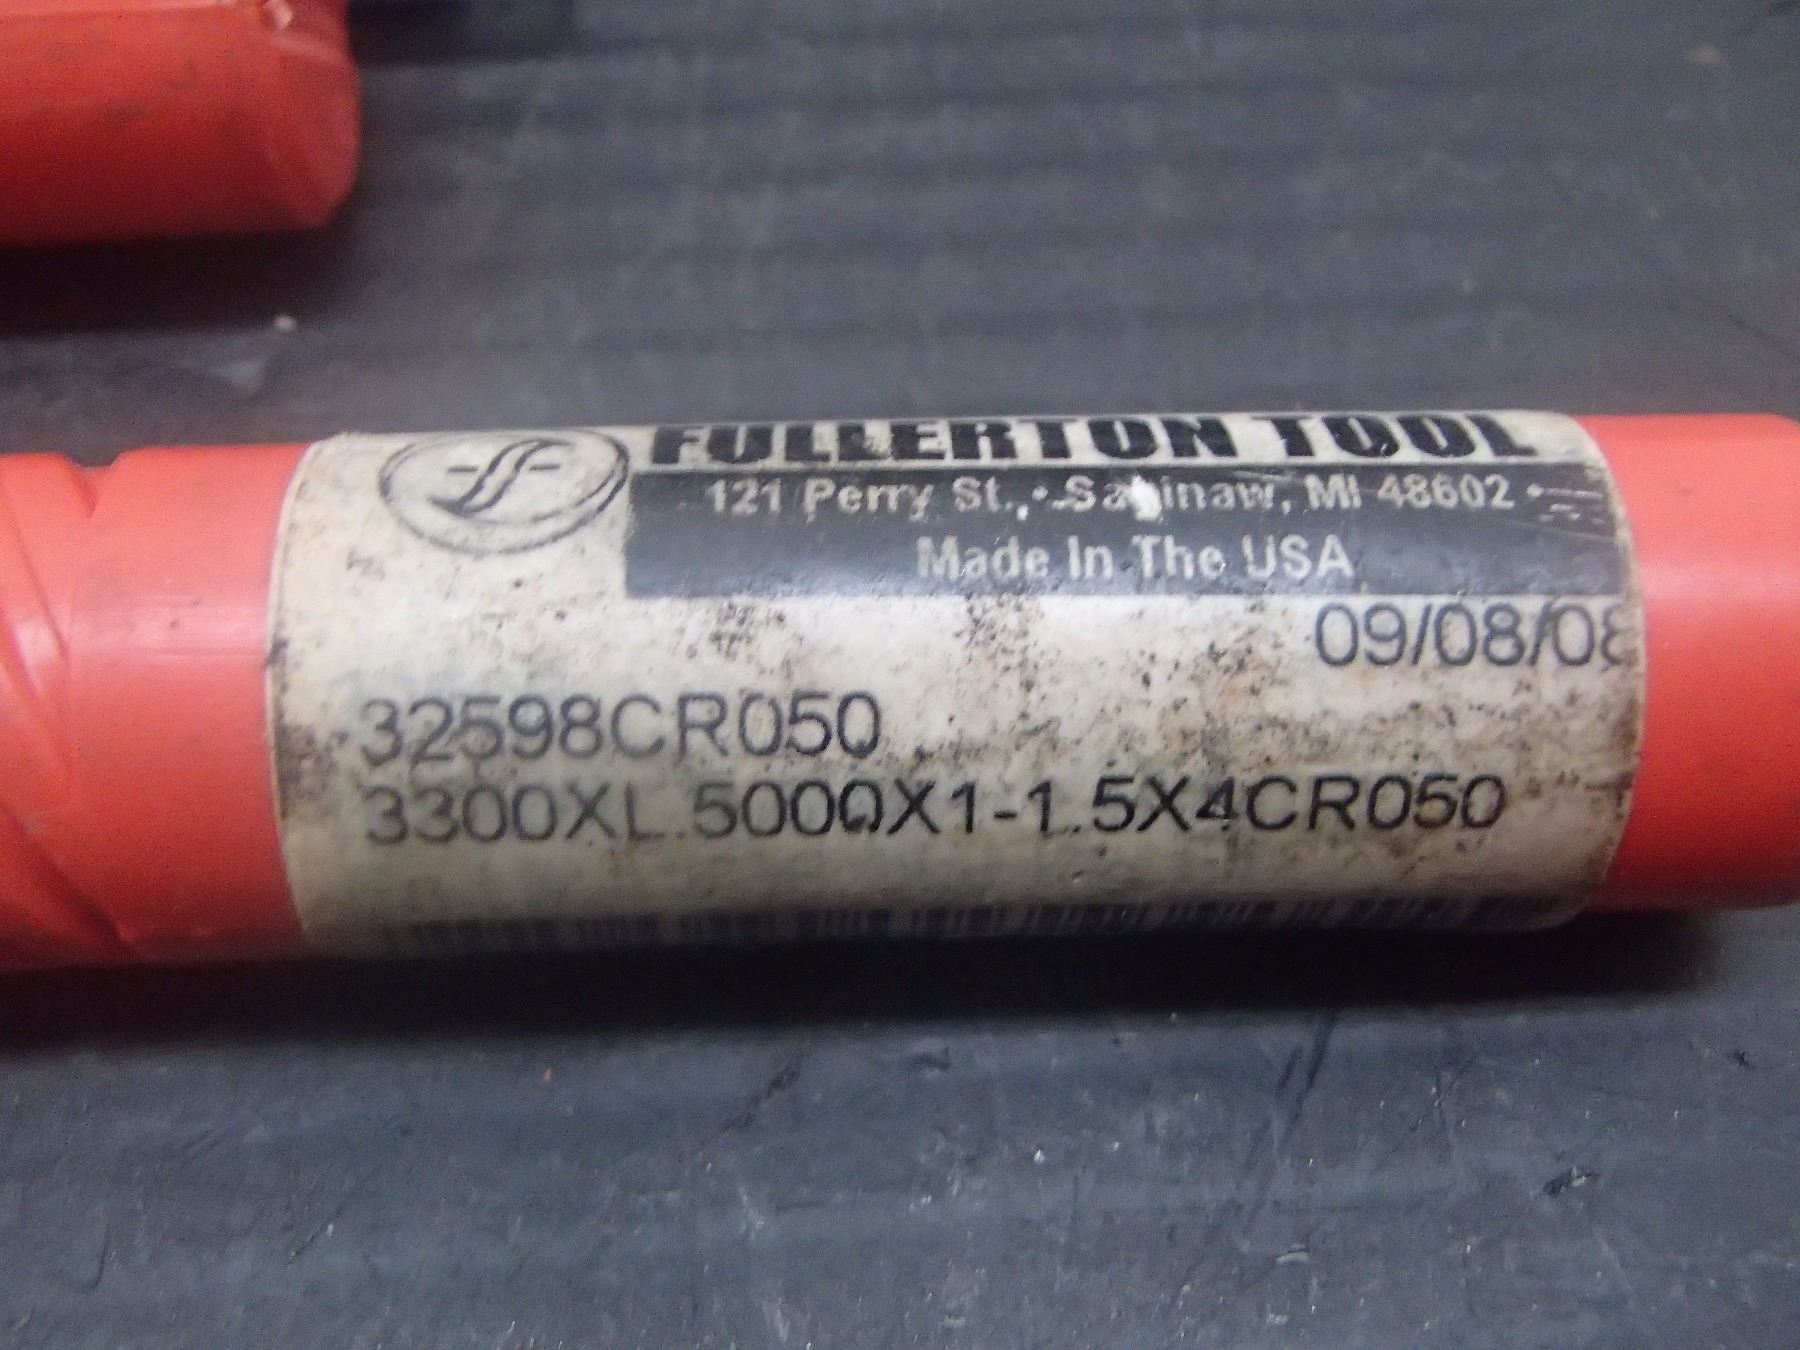 FULLERTON TOOL
121 Perry St., • Saginaw, MI 48602 •
Made In The USA
09/08/08
32598CR050
3300XL.5000X1-1.5X4CR050